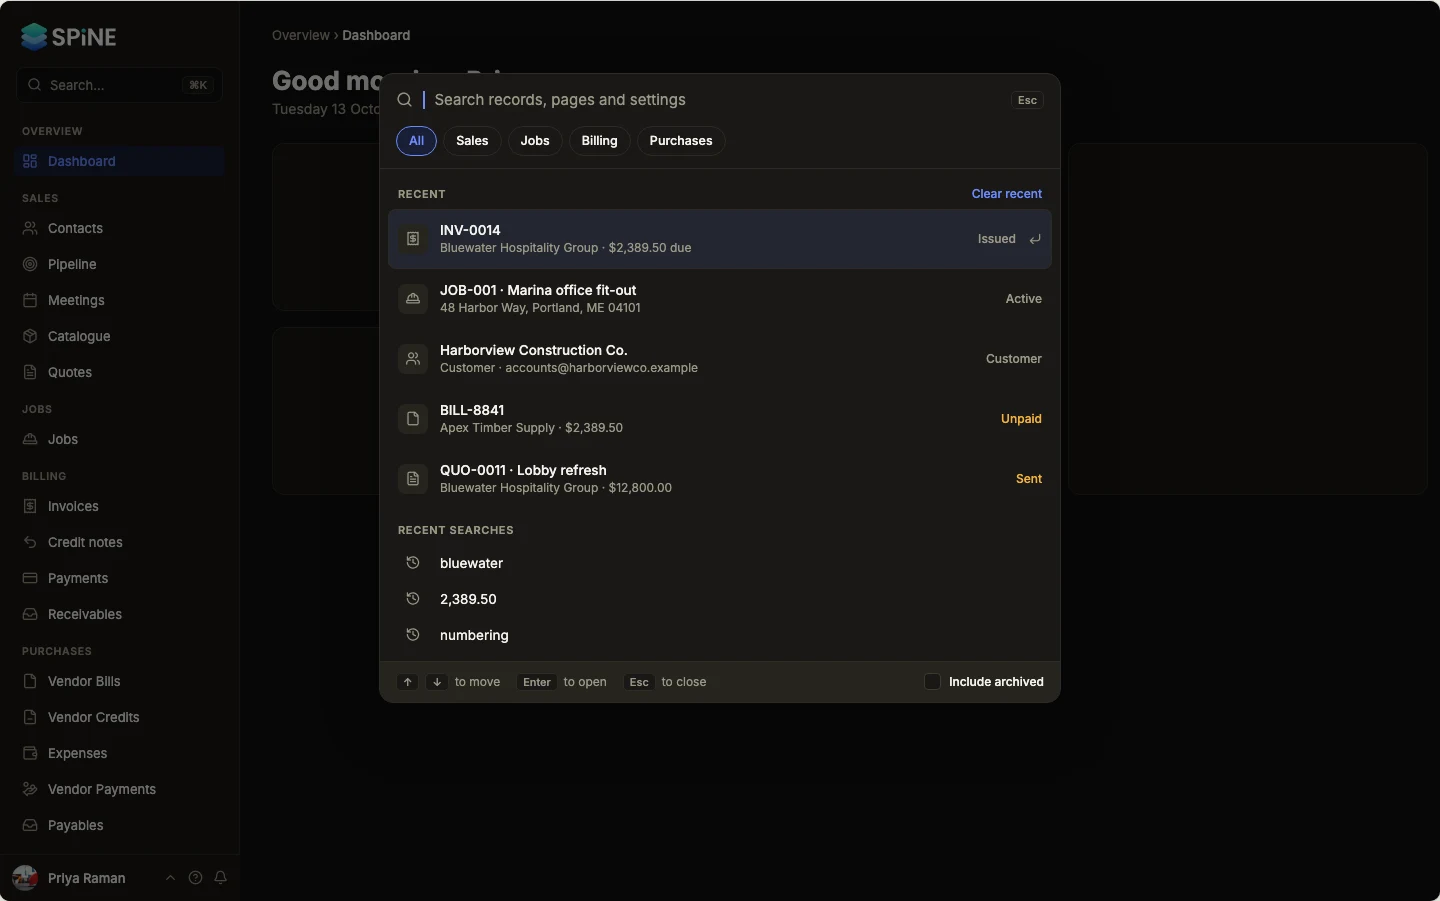 SPiNE
Search...
⌘K
OVERVIEW
Dashboard
SALES
Contacts
Pipeline
Meetings
Catalogue
Quotes
JOBS
Jobs
BILLING
Invoices
Credit notes
Payments
Receivables
PURCHASES
Vendor Bills
Vendor Credits
Expenses
Vendor Payments
Payables
Priya Raman
Overview › Dashboard
Good mo
Tuesday 13 Octo
Search records, pages and settings
Esc
All
Sales
Jobs
Billing
Purchases
RECENT
Clear recent
INV-0014
Bluewater Hospitality Group · $2,389.50 due
Issued
JOB-001 · Marina office fit-out
48 Harbor Way, Portland, ME 04101
Active
Harborview Construction Co.
Customer · accounts@harborviewco.example
Customer
BILL-8841
Apex Timber Supply · $2,389.50
Unpaid
QUO-0011 · Lobby refresh
Bluewater Hospitality Group · $12,800.00
Sent
RECENT SEARCHES
bluewater
2,389.50
numbering
↑ ↓ to move Enter to open Esc to close
Include archived